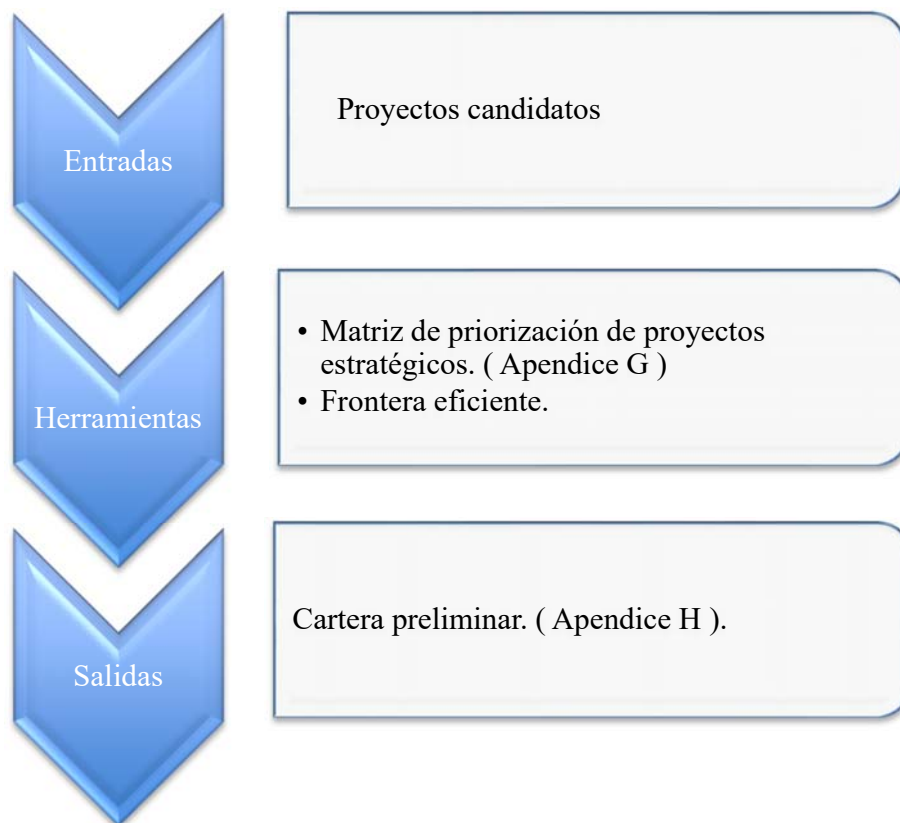 Entradas
Proyectos candidatos
Herramientas
• Matriz de priorización de proyectos
estratégicos. ( Apendice G )
• Frontera eficiente.
Salidas
Cartera preliminar. ( Apendice H ).